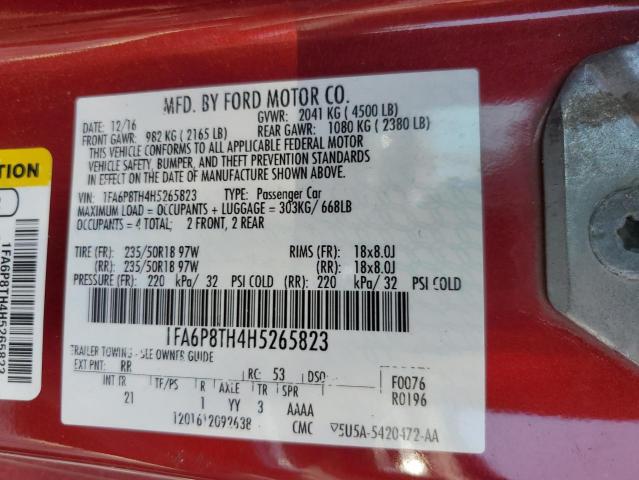 MFD. BY FORD MOTOR CO.
DATE: 12/16 GVWR: 2041 KG ( 4500 LB)
FRONT GAWR: 982 KG ( 2165 LB) REAR GAWR: 1080 KG ( 2380 LB)
THIS VEHICLE CONFORMS TO ALL APPLICABLE FEDERAL MOTOR
VEHICLE SAFETY, BUMPER, AND THEFT PREVENTION STANDARDS
IN EFFECT ON THE DATE OF MANUFACTURE SHOWN ABOVE.
VIN: 1FA6P8TH4H5265823 TYPE: Passenger Car
MAXIMUM LOAD = OCCUPANTS + LUGGAGE = 303KG/ 668LB
OCCUPANTS = 4 TOTAL; 2 FRONT, 2 REAR
TIRE (FR): 235/50R18 97W RIMS (FR): 18x8.0J
(RR): 235/50R18 97W (RR): 18x8.0J
PRESSURE (FR): 220 kPa/ 32 PSI COLD (RR): 220 kPa/ 32 PSI COLD
1FA6P8TH4H5265823
TRAILER TOWING - SEE OWNER GUIDE
EXT PNT: RR RC: 53 DSO: F0076
INT TR TP/PS R AXLE TR SPR R0196
21 1 YY 3 AAAA
1201612092638 CMC ▽5U5A-5420472-AA
TION
1FA6P8TH4H5265823